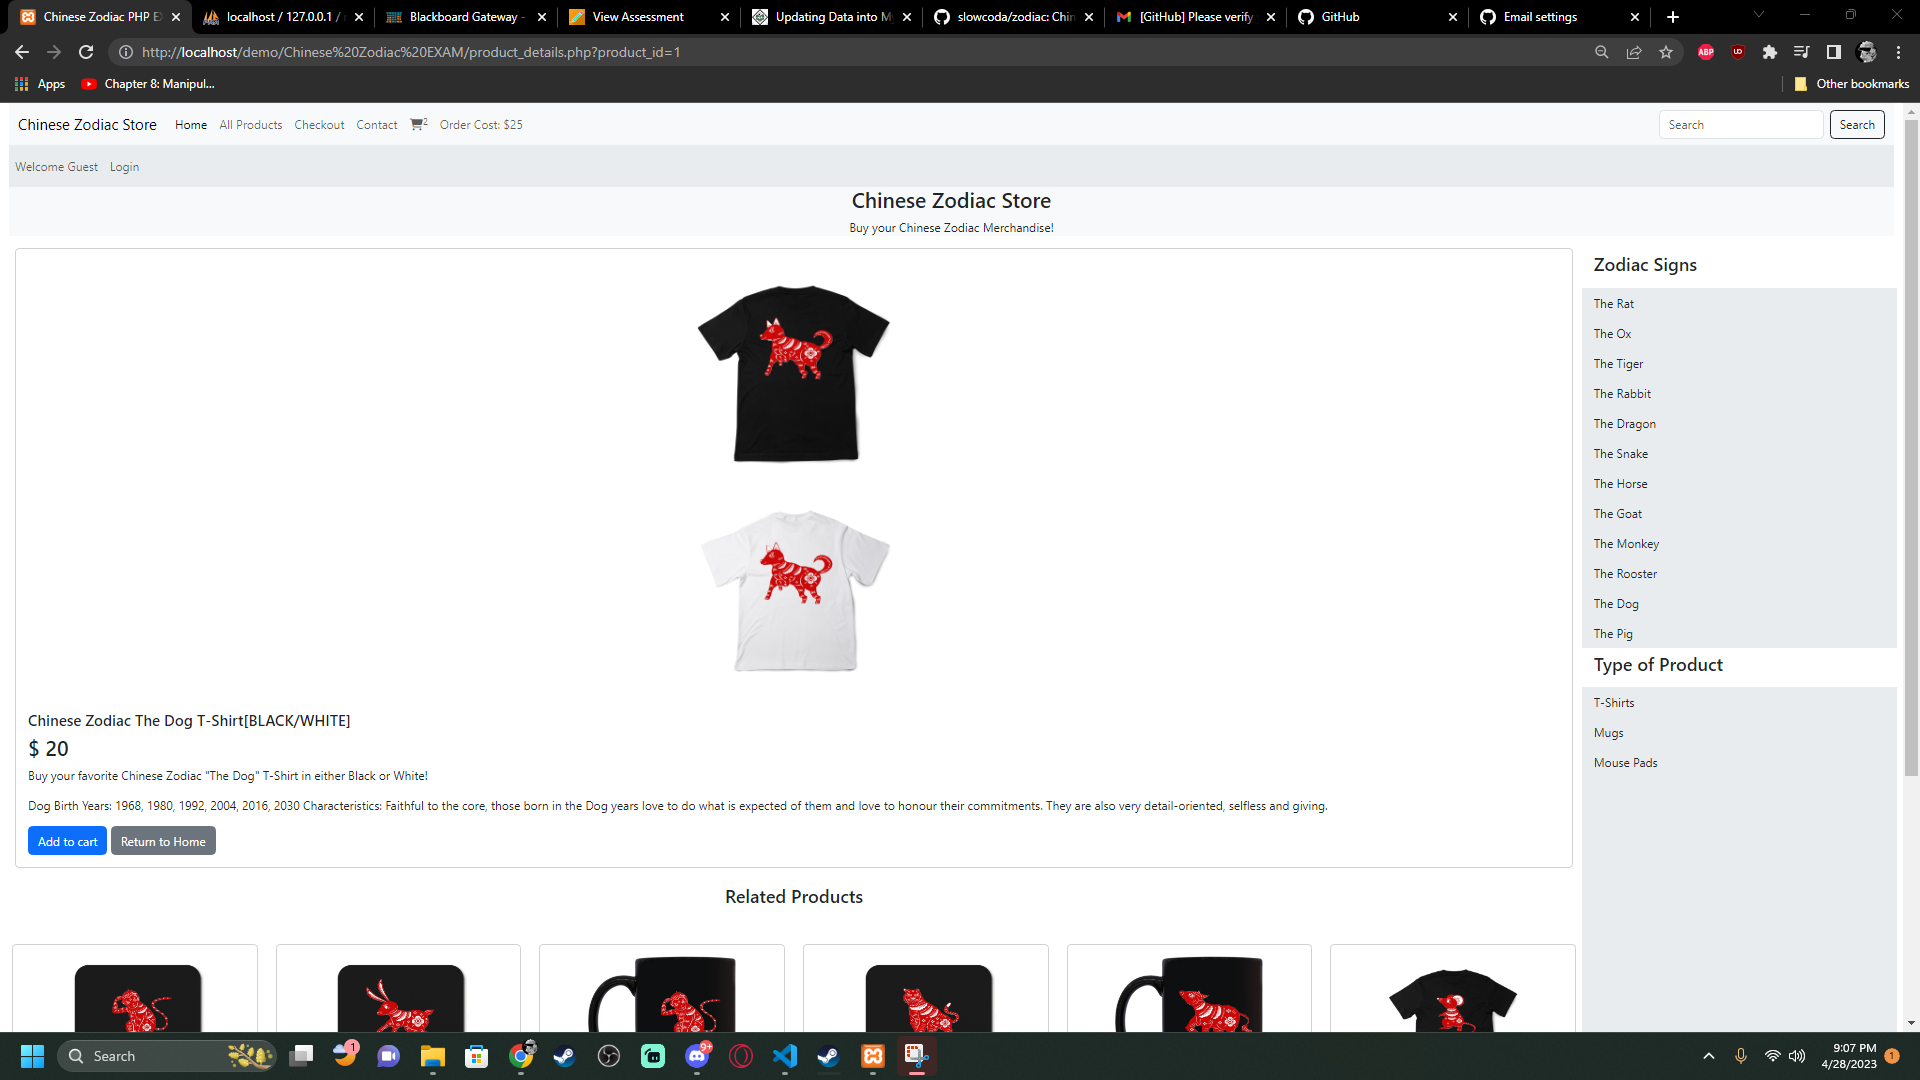 Chinese Zodiac PHP EX
localhost / 127.0.0.1 /
Blackboard Gateway -
View Assessment
Updating Data into M
slowcoda/zodiac: Chin
[GitHub] Please verify
GitHub
Email settings
http://localhost/demo/Chinese%20Zodiac%20EXAM/product_details.php?product_id=1
ABP
Apps
Chapter 8: Manipul...
Other bookmarks
Chinese Zodiac Store
Home
All Products
Checkout
Contact
2
Order Cost: $25
Search
Search
Welcome Guest
Login
Chinese Zodiac Store
Buy your Chinese Zodiac Merchandise!
Chinese Zodiac The Dog T-Shirt[BLACK/WHITE]
$ 20
Buy your favorite Chinese Zodiac "The Dog" T-Shirt in either Black or White!
Dog Birth Years: 1968, 1980, 1992, 2004, 2016, 2030 Characteristics: Faithful to the core, those born in the Dog years love to do what is expected of them and love to honour their commitments. They are also very detail-oriented, selfless and giving.
Add to cart
Return to Home
Related Products
Zodiac Signs
The Rat
The Ox
The Tiger
The Rabbit
The Dragon
The Snake
The Horse
The Goat
The Monkey
The Rooster
The Dog
The Pig
Type of Product
T-Shirts
Mugs
Mouse Pads
Search
1
9+
9:07 PM
4/28/2023
1